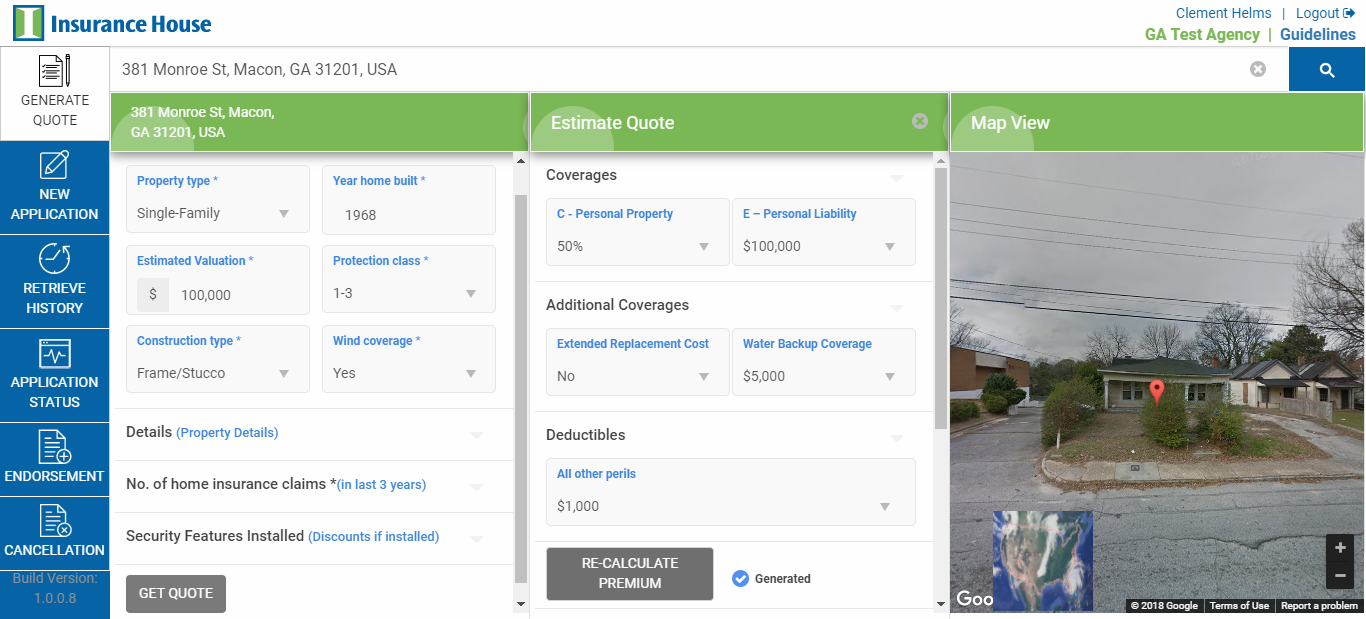 Insurance House
Clement Helms | Logout
GA Test Agency | Guidelines
GENERATE
QUOTE
NEW
APPLICATION
RETRIEVE
HISTORY
APPLICATION
STATUS
ENDORSEMENT
CANCELLATION
Build Version:
1.0.0.8
381 Monroe St, Macon, GA 31201, USA
381 Monroe St, Macon,
GA 31201, USA
Property type *
Single-Family
Year home built *
1968
Estimated Valuation *
$ 100,000
Protection class *
1-3
Construction type *
Frame/Stucco
Wind coverage *
Yes
Details (Property Details)
No. of home insurance claims *(in last 3 years)
Security Features Installed (Discounts if installed)
GET QUOTE
Estimate Quote
Coverages
C - Personal Property
50%
E – Personal Liability
$100,000
Additional Coverages
Extended Replacement Cost
No
Water Backup Coverage
$5,000
Deductibles
All other perils
$1,000
RE-CALCULATE
PREMIUM
Generated
Map View
Goo
© 2018 Google Terms of Use Report a problem